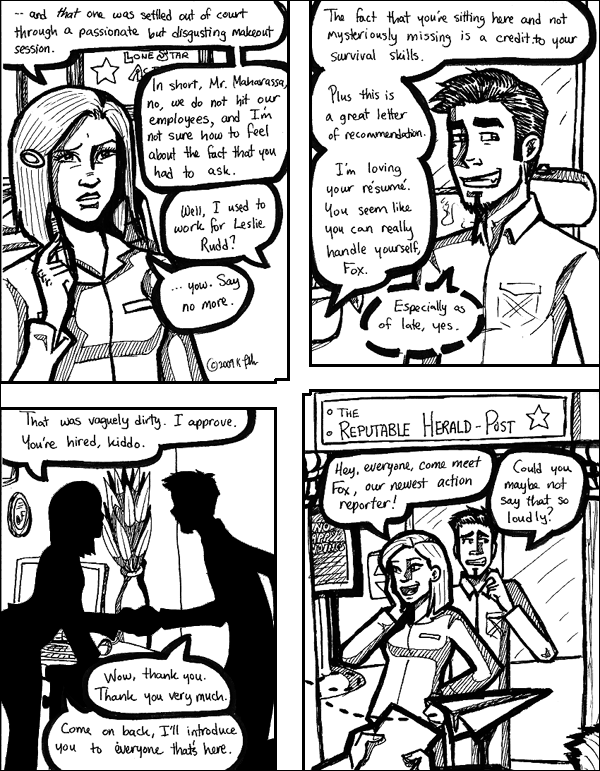 -- and that one was settled out of court
through a passionate but disgusting makeout
session.
LONE STAR
In short, Mr. Maharassa,
no, we do not hit our
employees, and I'm
not sure how to feel
about the fact that you
had to ask.
Well, I used to
work for Leslie
Rudd?
... yow. Say
no more.
©2009 K
The fact that you're sitting here and not
mysteriously missing is a credit to your
survival skills.
Plus this is
a great letter
of recommendation.
I'm loving
your résumé.
You seem like
you can really
handle yourself,
Fox.
Especially as
of late, yes.
That was vaguely dirty. I approve.
You're hired, kiddo.
Wow, thank you.
Thank you very much.
Come on back, I'll introduce
you to everyone that's here.
THE
REPUTABLE HERALD-POST
Hey, everyone, come meet
Fox, our newest action
reporter!
Could you
maybe not
say that so
loudly?